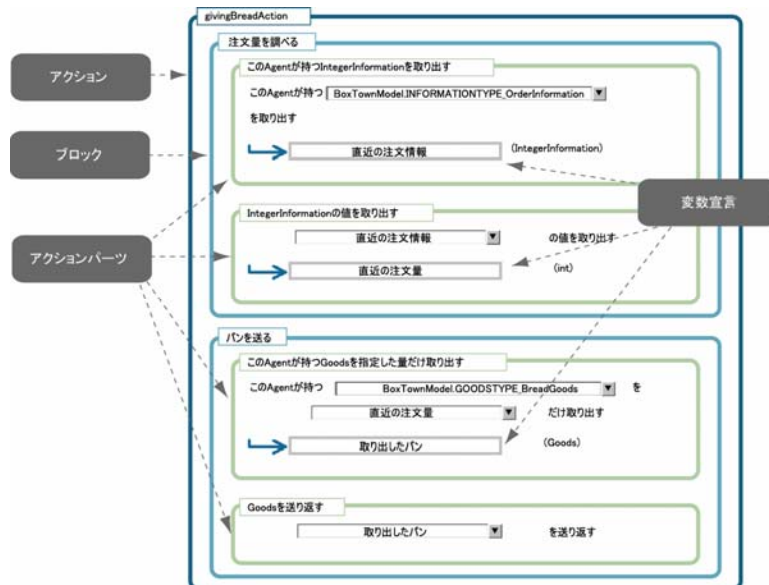 givingBreadAction
注文量を調べる
このAgentが持つIntegerInformationを取り出す
アクション
このAgentが持つ BoxTownModel.INFORMATIONTYPE_OrderInformation
を取り出す
ブロック
直近の注文情報 (IntegerInformation)
変数宣言
IntegerInformationの値を取り出す
直近の注文情報 の値を取り出す
アクションパーツ
直近の注文量 (int)
パンを送る
このAgentが持つGoodsを指定した量だけ取り出す
このAgentが持つ BoxTownModel.GOODSTYPE_BreadGoods を
直近の注文量 だけ取り出す
取り出したパン (Goods)
Goodsを送り返す
取り出したパン を送り返す